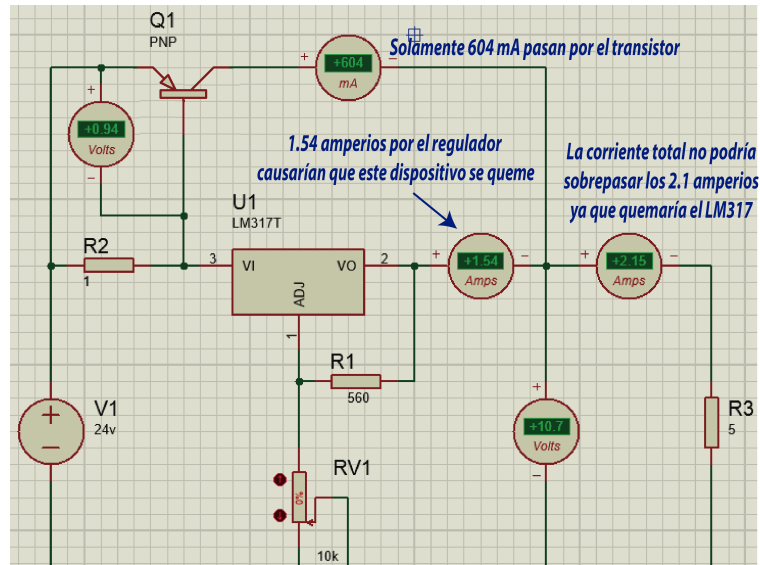 Q1
PNP
+604
mA
Solamente 604 mA pasan por el transistor
+0.94
Volts
1.54 amperios por el regulador
causarían que este dispositivo se queme
La corriente total no podría
sobrepasar los 2.1 amperios
ya que quemaría el LM317
U1
LM317T
R2
1
3
VI
VO
2
ADJ
1
+1.54
Amps
+2.15
Amps
R1
560
V1
24v
+10.7
Volts
R3
5
RV1
0%
10k